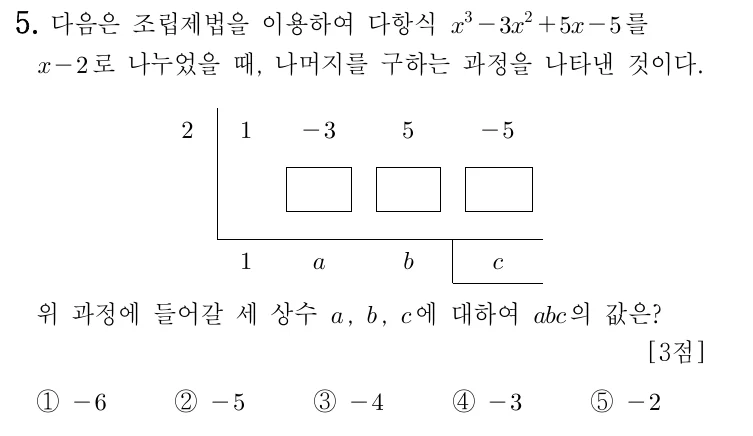 5. 다음은 조립제법을 이용하여 다항식 x³-3x²+5x-5를
x-2로 나누었을 때, 나머지를 구하는 과정을 나타낸 것이다.
2 1 -3 5 -5
1 a b c
위 과정에 들어갈 세 상수 a, b, c에 대하여 abc의 값은?
[3점]
① -6 ② -5 ③ -4 ④ -3 ⑤ -2